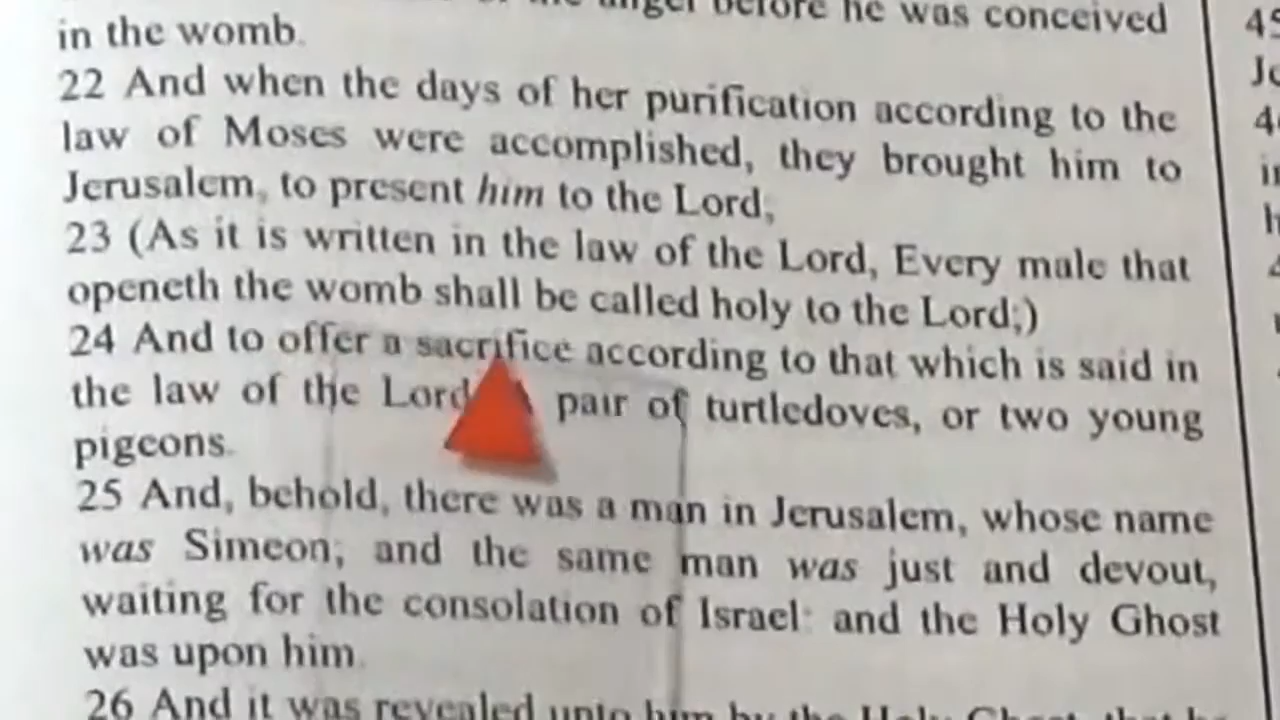 anger before he was conceived 45
in the womb.
22 And when the days of her purification according to the
law of Moses were accomplished, they brought him to
Jerusalem, to present him to the Lord;
23 (As it is written in the law of the Lord, Every male that
openeth the womb shall be called holy to the Lord;)
24 And to offer a sacrifice according to that which is said in
the law of the Lord pair of turtledoves, or two young
pigeons.
25 And, behold, there was a man in Jerusalem, whose name
was Simeon; and the same man was just and devout,
waiting for the consolation of Israel: and the Holy Ghost
was upon him.
26 And it was revealed unto him by the Holy Ghost, that he